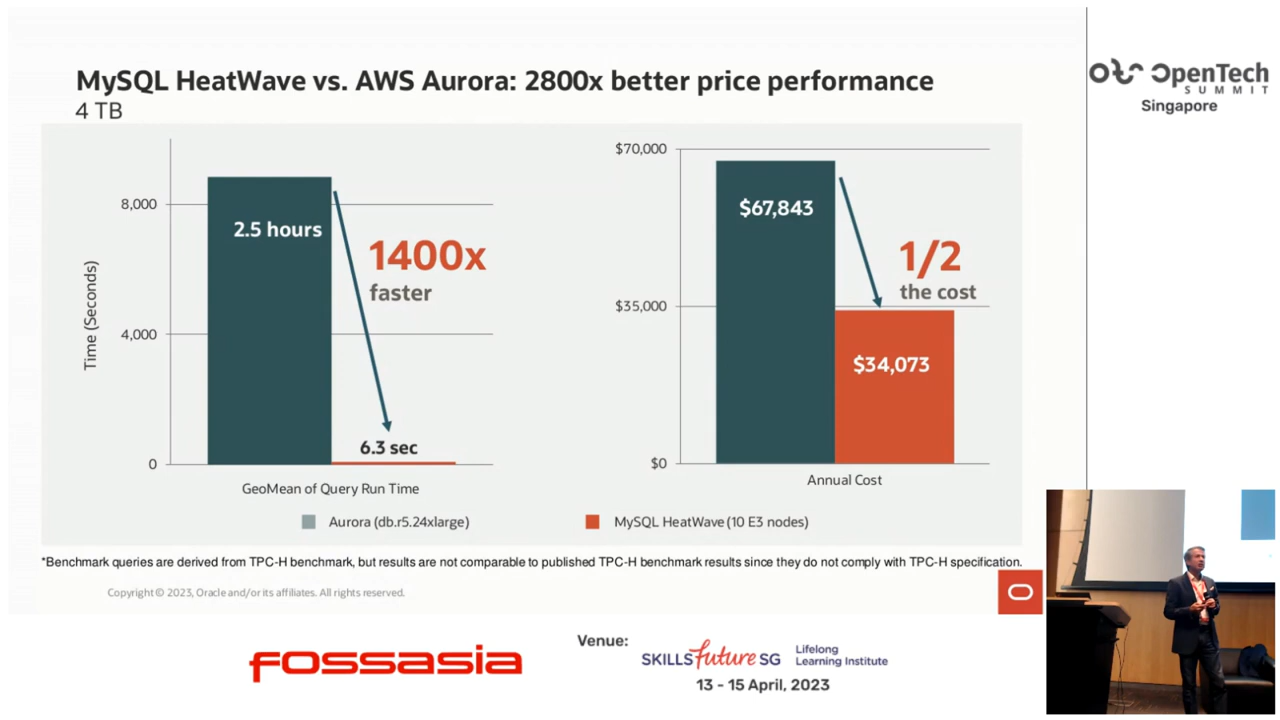 MySQL HeatWave vs. AWS Aurora: 2800x better price performance
4 TB
OpenTech
SUMMIT
Singapore
Time (Seconds)
8,000
4,000
0
2.5 hours
1400x
faster
6.3 sec
GeoMean of Query Run Time
$70,000
$35,000
$0
$67,843
1/2
the cost
$34,073
Annual Cost
Aurora (db.r5.24xlarge)
MySQL HeatWave (10 E3 nodes)
*Benchmark queries are derived from TPC-H benchmark, but results are not comparable to published TPC-H benchmark results since they do not comply with TPC-H specification.
Copyright © 2023, Oracle and/or its affiliates. All rights reserved.
fossasia
Venue:
SKILLSfuture SG
Lifelong
Learning Institute
13 - 15 April, 2023